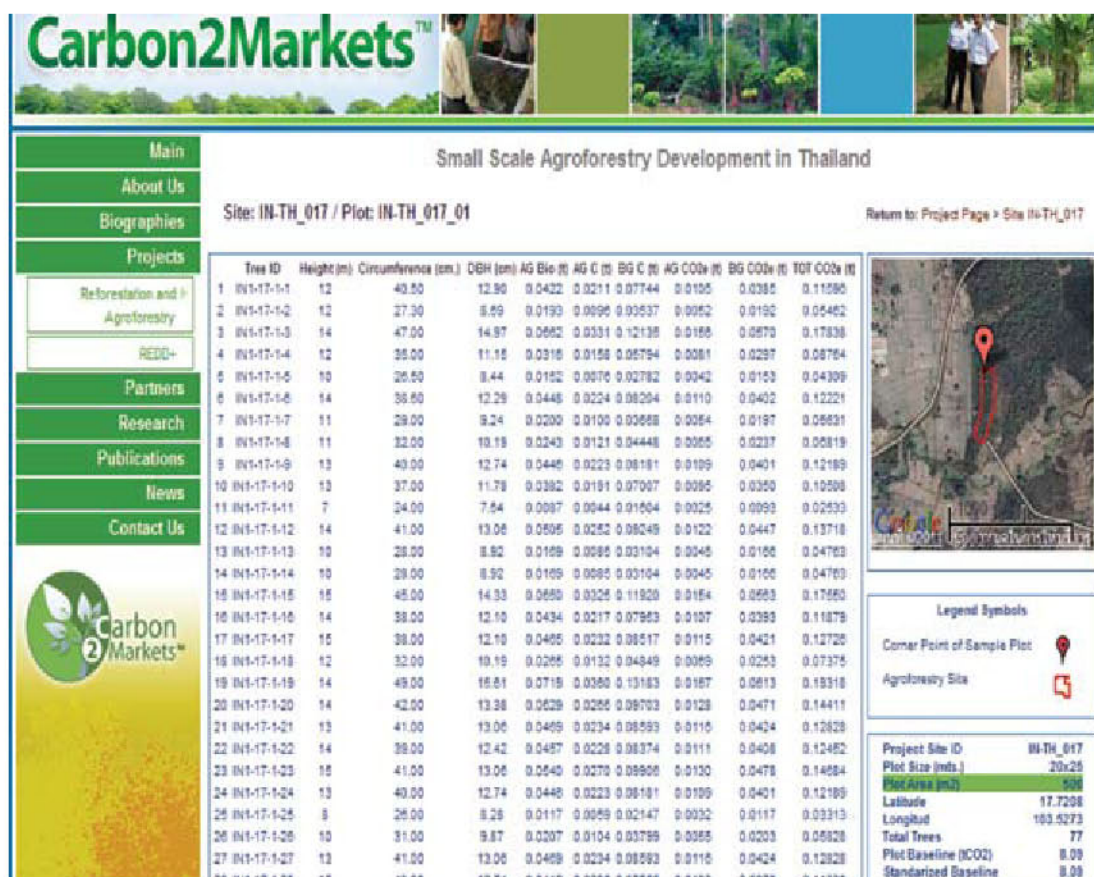 Carbon2Markets™
Main
About Us
Biographies
Projects
Reforestation and
Agroforestry
REDD+
Partners
Research
Publications
News
Contact Us
Carbon
2 Markets™
Small Scale Agroforestry Development in Thailand
Site: IN-TH_017 / Plot: IN-TH_017_01
Return to: Project Page > Site IN-TH_017
Tree ID Height (m) Circumference (cm.) DBH (cm) AG Bio (t) AG C (t) BG C (t) AG CO2e (t) BG CO2e (t) TOT CO2e (t)
1 IN1-17-1-1 12 40.50 12.90 0.0422 0.0211 0.07744 0.0105 0.0385
2 IN1-17-1-2 12 27.30 8.69 0.0193 0.0096 0.03537 0.0052 0.0192 0.05462
3 IN1-17-1-3 14 47.00 14.97 0.0662 0.0331 0.12136 0.0570
4 IN1-17-1-4 12 35.00 0.0316 0.0158 0.05794 0.0081 0.0297 0.08764
5 IN1-17-1-5 10 26.50 8.44 0.0152 0.0076 0.02782 0.0042 0.0153 0.04309
6 IN1-17-1-6 14 12.29 0.0448 0.0224 0.08204 0.0110 0.0402 0.12221
7 IN1-17-1-7 11 29.00 9.24 0.0200 0.0100 0.03668 0.0054 0.0197 0.05631
8 IN1-17-1-8 11 32.00 10.19 0.0243 0.0121 0.04448 0.0065 0.0237 0.06819
9 IN1-17-1-9 13 40.00 12.74 0.0446 0.0223 0.08181 0.0109 0.0401 0.12189
10 IN1-17-1-10 13 37.00 11.78 0.0382 0.0191 0.07007 0.0095 0.0350 0.10508
11 IN1-17-1-11 7 24.00 7.64 0.0087 0.0044 0.01604 0.0025 0.0093 0.02533
12 IN1-17-1-12 14 41.00 13.06 0.0505 0.0252 0.09249 0.0122 0.0447 0.13718
13 IN1-17-1-13 10 28.00 8.92 0.0169 0.0085 0.03104 0.0045 0.0166 0.04763
14 IN1-17-1-14 10 28.00 8.92 0.0169 0.0085 0.03104 0.0045 0.0166 0.04763
15 IN1-17-1-15 15 45.00 14.33 0.0650 0.0325 0.11920 0.0154 0.0563 0.17550
16 IN1-17-1-16 14 38.00 12.10 0.0434 0.0217 0.07953 0.0107 0.0393 0.11879
17 IN1-17-1-17 15 38.00 12.10 0.0465 0.0232 0.08517 0.0115 0.0421 0.12726
18 IN1-17-1-18 12 32.00 10.19 0.0265 0.0132 0.04849 0.0069 0.0253 0.07375
19 IN1-17-1-19 14 49.00 0.0719 0.0360 0.13183 0.0167 0.0613 0.19318
20 IN1-17-1-20 14 42.00 13.38 0.0529 0.0265 0.09703 0.0128 0.0471 0.14411
21 IN1-17-1-21 13 41.00 13.06 0.0469 0.0234 0.08593 0.0116 0.0424 0.12828
22 IN1-17-1-22 14 39.00 12.42 0.0457 0.0228 0.08374 0.0111 0.0408 0.12452
23 IN1-17-1-23 15 41.00 13.06 0.0540 0.0270 0.09906 0.0130 0.0478 0.14684
24 IN1-17-1-24 13 40.00 12.74 0.0446 0.0223 0.08181 0.0109 0.0401 0.12189
25 IN1-17-1-25 8 26.00 8.28 0.0117 0.0059 0.02147 0.0032 0.0117 0.03313
26 IN1-17-1-26 10 31.00 9.87 0.0207 0.0104 0.03799 0.0055 0.0203 0.05828
27 IN1-17-1-27 13 41.00 13.06 0.0469 0.0234 0.08593 0.0116 0.0424 0.12828
Legend Symbols
Corner Point of Sample Plot
Agroforestry Site
Project Site ID IN-TH_017
Plot Size (mts.) 20x25
Plot Area (m2) 500
Latitude 17.7208
Longitud 103.5273
Total Trees 77
Plot Baseline (tCO2) 8.09
Standarized Baseline 8.09